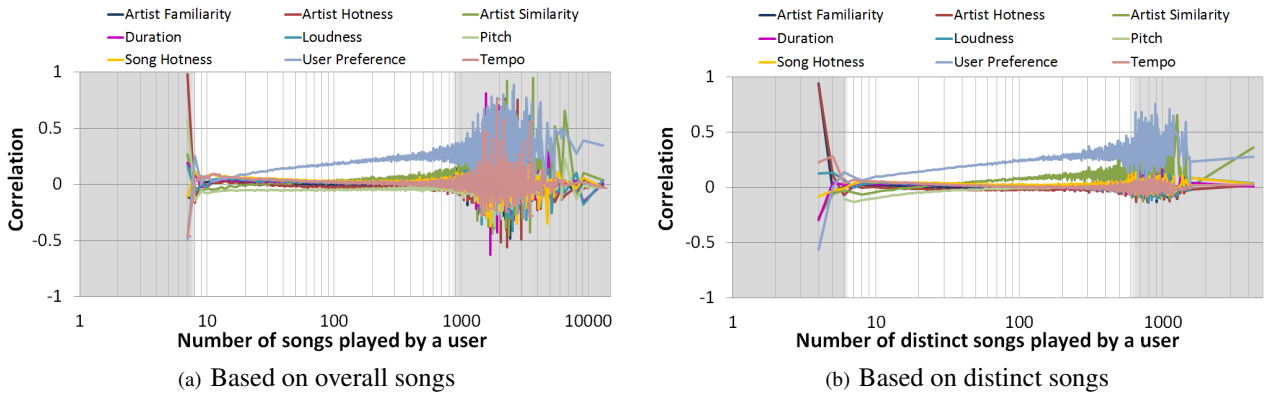 Artist Familiarity Artist Hotness Artist Similarity
Duration Loudness Pitch
Song Hotness User Preference Tempo
1
0.5
0
-0.5
-1
Correlation
1 10 100 1000 10000
Number of songs played by a user
(a) Based on overall songs
Artist Familiarity Artist Hotness Artist Similarity
Duration Loudness Pitch
Song Hotness User Preference Tempo
1
0.5
0
-0.5
-1
Correlation
1 10 100 1000
Number of distinct songs played by a user
(b) Based on distinct songs